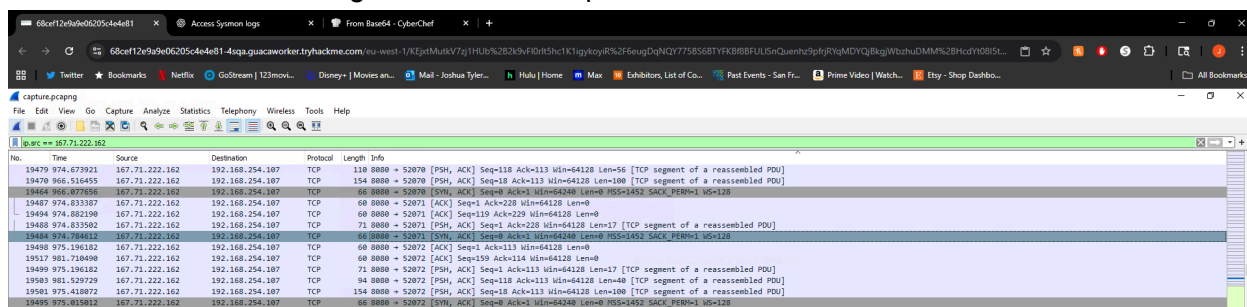 68cef12e9a9e06205c4e4e81
Access Sysmon logs
From Base64 - CyberChef
Twitter Bookmarks Netflix GoStream | 123movi... Disney+ | Movies an... Mail - Joshua Tyler... Hulu | Home Max Exhibitors, List of Co... Past Events - San Fr... Prime Video | Watch... Etsy - Shop Dashbo... All Bookmarks
capture.pcapng
File Edit View Go Capture Analyze Statistics Telephony Wireless Tools Help
ip.src == 167.71.222.162
No. Time Source Destination Protocol Length Info
19479 974.673921 167.71.222.162 192.168.254.107 TCP 110 8080 → 52070 [PSH, ACK] Seq=118 Ack=113 Win=64128 Len=56 [TCP segment of a reassembled PDU]
19470 966.516455 167.71.222.162 192.168.254.107 TCP 154 8080 → 52070 [PSH, ACK] Seq=18 Ack=113 Win=64128 Len=100 [TCP segment of a reassembled PDU]
19464 966.077656 167.71.222.162 192.168.254.107 TCP 66 8080 → 52070 [SYN, ACK] Seq=0 Ack=1 Win=64240 Len=0 MSS=1452 SACK_PERM=1 WS=128
19487 974.833387 167.71.222.162 192.168.254.107 TCP 60 8080 → 52071 [ACK] Seq=1 Ack=228 Win=64128 Len=0
19494 974.882190 167.71.222.162 192.168.254.107 TCP 60 8080 → 52071 [ACK] Seq=119 Ack=229 Win=64128 Len=0
19488 974.833502 167.71.222.162 192.168.254.107 TCP 71 8080 → 52071 [PSH, ACK] Seq=1 Ack=228 Win=64128 Len=17 [TCP segment of a reassembled PDU]
19484 974.784612 167.71.222.162 192.168.254.107 TCP 66 8080 → 52071 [SYN, ACK] Seq=0 Ack=1 Win=64240 Len=0 MSS=1452 SACK_PERM=1 WS=128
19498 975.196182 167.71.222.162 192.168.254.107 TCP 60 8080 → 52072 [ACK] Seq=1 Ack=113 Win=64128 Len=0
19517 981.710490 167.71.222.162 192.168.254.107 TCP 60 8080 → 52072 [ACK] Seq=159 Ack=114 Win=64128 Len=0
19499 975.196182 167.71.222.162 192.168.254.107 TCP 71 8080 → 52072 [PSH, ACK] Seq=1 Ack=113 Win=64128 Len=17 [TCP segment of a reassembled PDU]
19503 981.529729 167.71.222.162 192.168.254.107 TCP 94 8080 → 52072 [PSH, ACK] Seq=118 Ack=113 Win=64128 Len=40 [TCP segment of a reassembled PDU]
19501 975.418072 167.71.222.162 192.168.254.107 TCP 154 8080 → 52072 [PSH, ACK] Seq=18 Ack=113 Win=64128 Len=100 [TCP segment of a reassembled PDU]
19495 975.015012 167.71.222.162 192.168.254.107 TCP 66 8080 → 52072 [SYN, ACK] Seq=0 Ack=1 Win=64240 Len=0 MSS=1452 SACK_PERM=1 WS=128